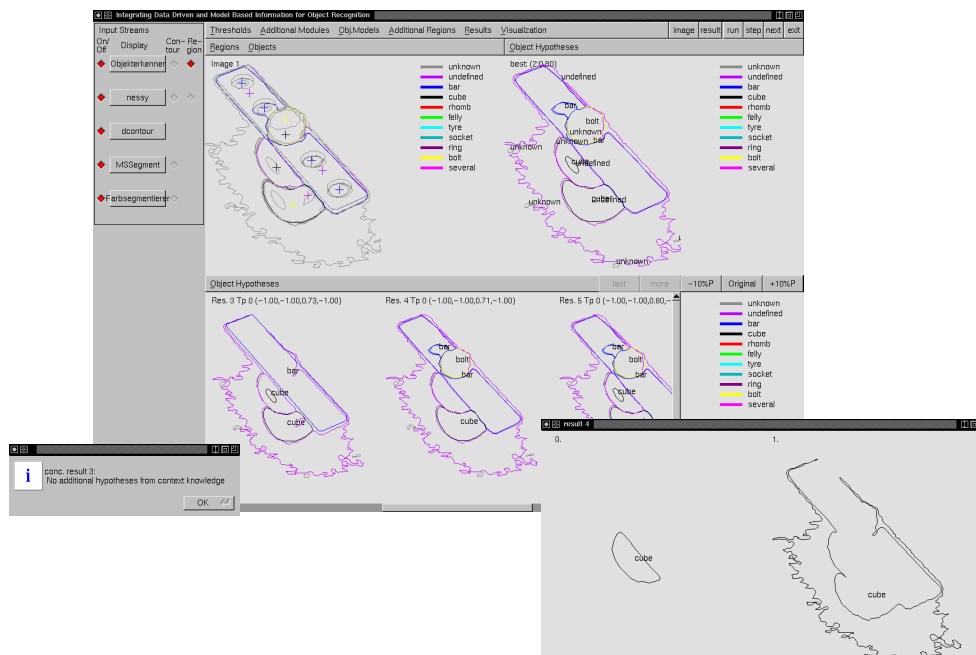 Integrating Data Driven and Model Based Information for Object Recognition
Input Streams
On/ Off Display Con- tour Re- gion
Objekterkenner
nessy
dcontour
MSSegment
Farbsegmentierer
Thresholds Additional Modules Obj.Models Additional Regions Results Visualization image result run step next exit
Regions Objects
Image 1
unknown
undefined
bar
cube
rhomb
felly
tyre
socket
ring
bolt
several
Object Hypotheses
best: (2:0.80)
undefined
bar
bolt
unknown
unknown bar
unknown
cube undefined
unknown
cube undefined
unknown
unknown
undefined
bar
cube
rhomb
felly
tyre
socket
ring
bolt
several
Object Hypotheses last more -10%P Original +10%P
Res. 3 Tp 0 (-1.00,-1.00,0.73,-1.00)
bar
cube
cube
Res. 4 Tp 0 (-1.00,-1.00,0.71,-1.00)
bar
bolt
bar
cube
Res. 5 Tp 0 (-1.00,-1.00,0.80,-
bar
bolt
bar
cube
cube
unknown
undefined
bar
cube
rhomb
felly
tyre
socket
ring
bolt
several
i
conc. result 3:
No additional hypotheses from context knowledge
OK
result 4
0. 1.
cube
cube